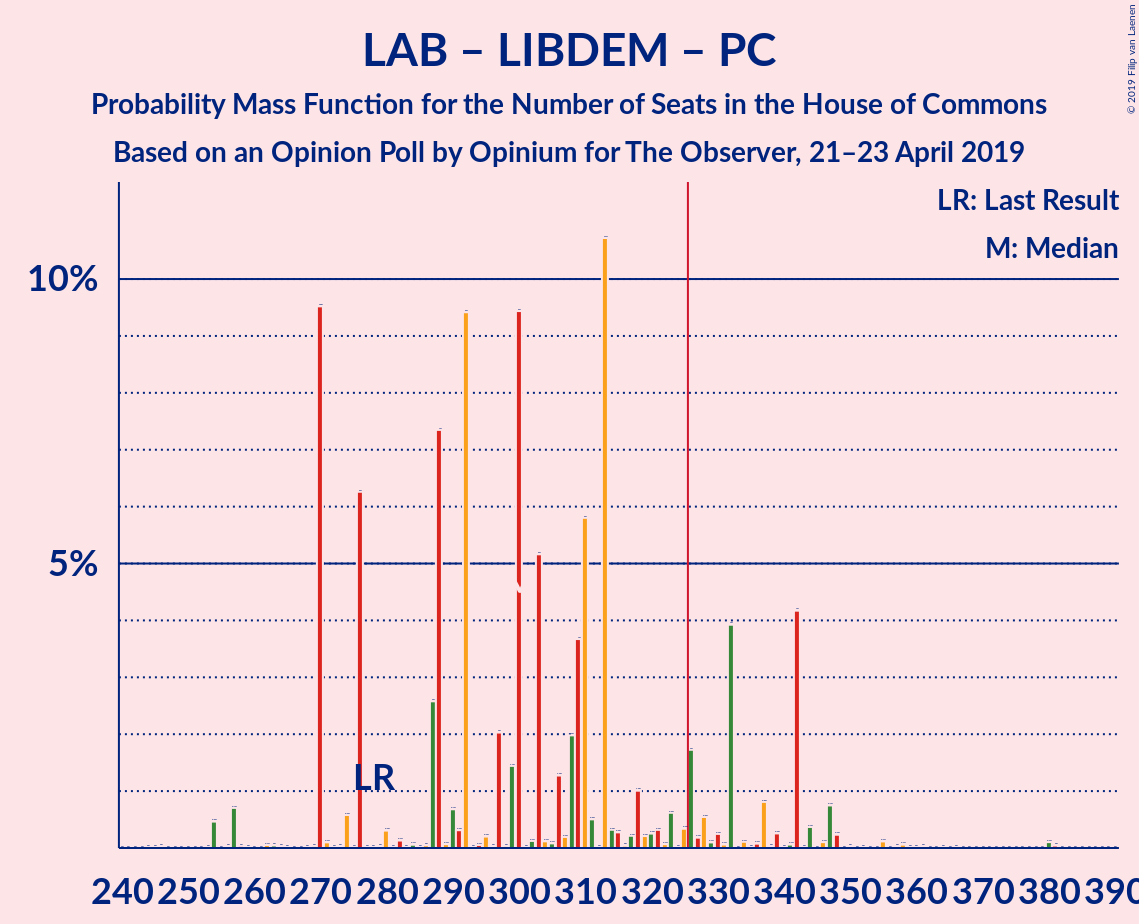 LAB – LIBDEM – PC
Probability Mass Function for the Number of Seats in the House of Commons
Based on an Opinion Poll by Opinium for The Observer, 21–23 April 2019
© 2019 Filip van Laenen
LR: Last Result
M: Median
10%
5%
LR
240 250 260 270 280 290 300 310 320 330 340 350 360 370 380 390